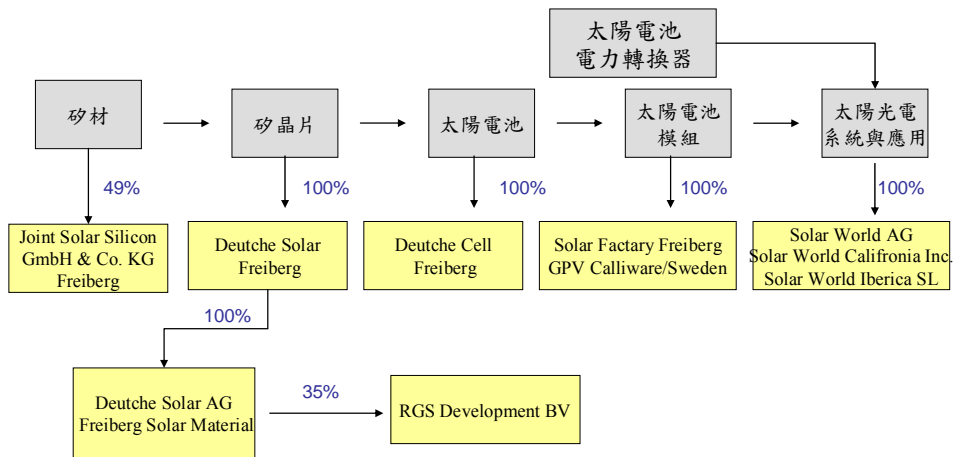 太陽電池
電力轉換器
矽材
矽晶片
太陽電池
太陽電池
模組
太陽光電
系統與應用
49%
100%
100%
100%
100%
Joint Solar Silicon
GmbH & Co. KG
Freiberg
Deutche Solar
Freiberg
Deutche Cell
Freiberg
Solar Factary Freiberg
GPV Calliware/Sweden
Solar World AG
Solar World Califronia Inc.
Solar World Iberica SL
100%
Deutche Solar AG
Freiberg Solar Material
35%
RGS Development BV